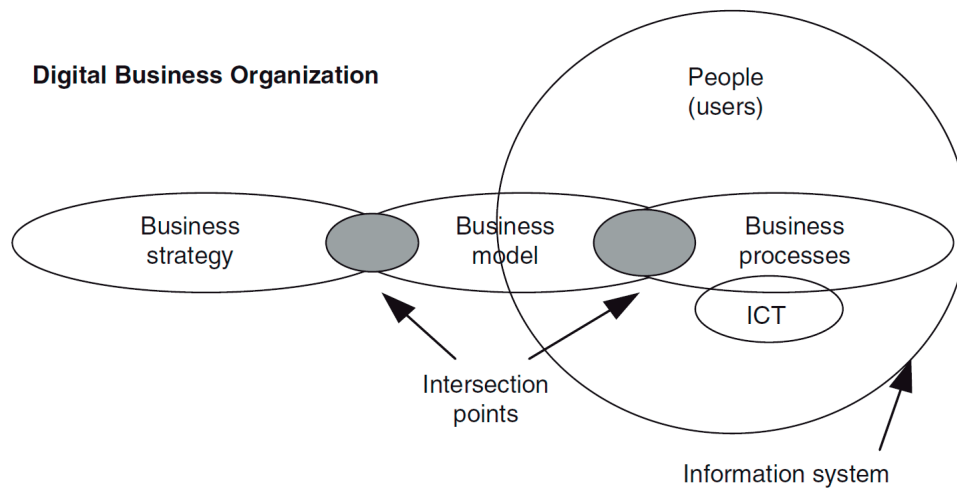 Digital Business Organization
People
(users)
Business
strategy
Business
model
Business
processes
ICT
Intersection
points
Information system